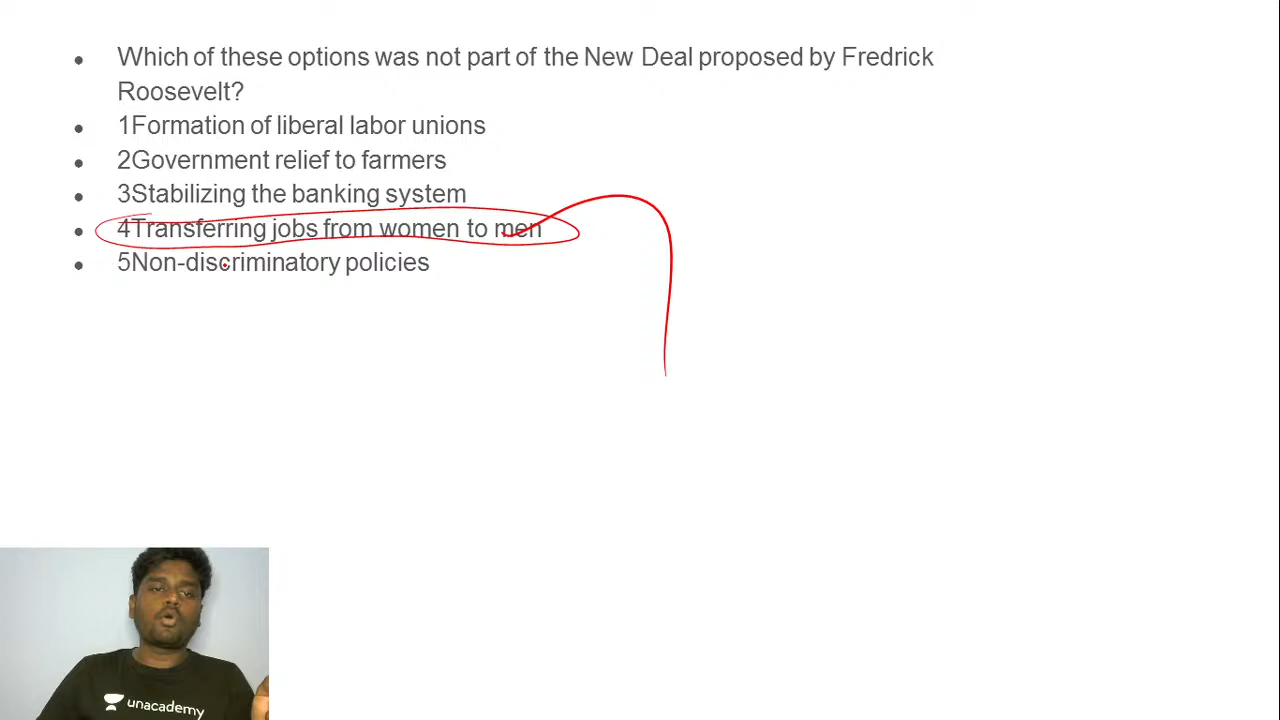 Which of these options was not part of the New Deal proposed by Fredrick
Roosevelt?
1Formation of liberal labor unions
2Government relief to farmers
3Stabilizing the banking system
4Transferring jobs from women to men
5Non-discriminatory policies
unacademy